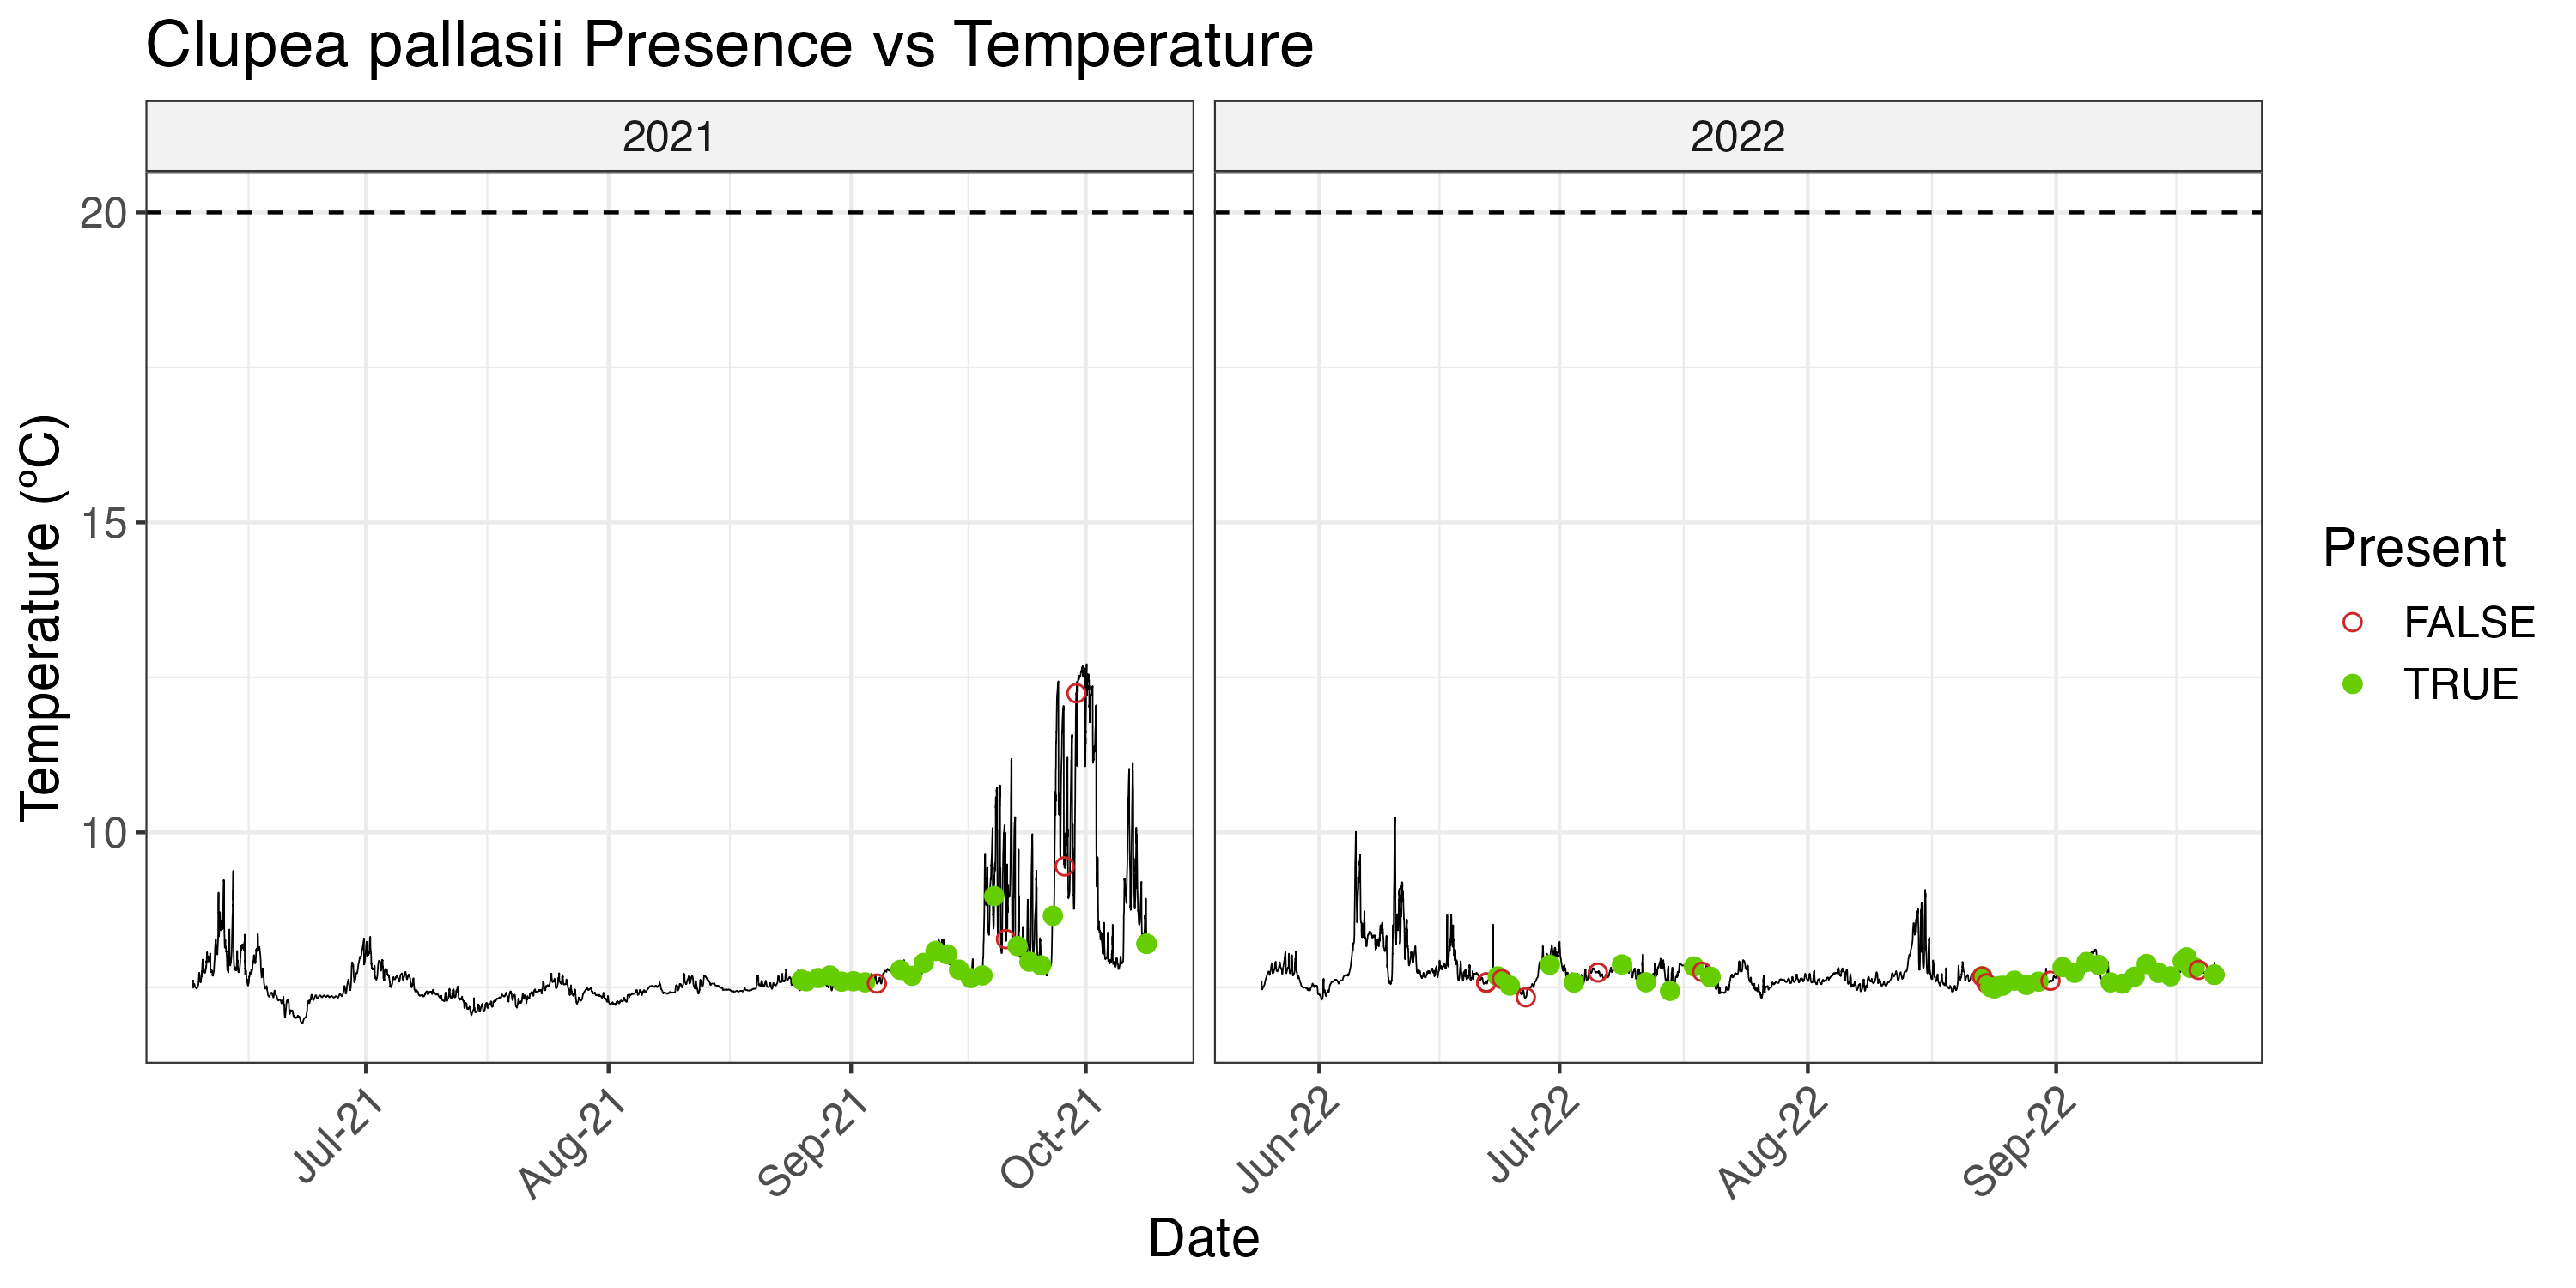 Clupea pallasii Presence vs Temperature
2021
2022
20
15
10
Temperature (ºC)
Jul-21
Aug-21
Sep-21
Oct-21
Jun-22
Jul-22
Aug-22
Sep-22
Date
Present
FALSE
TRUE